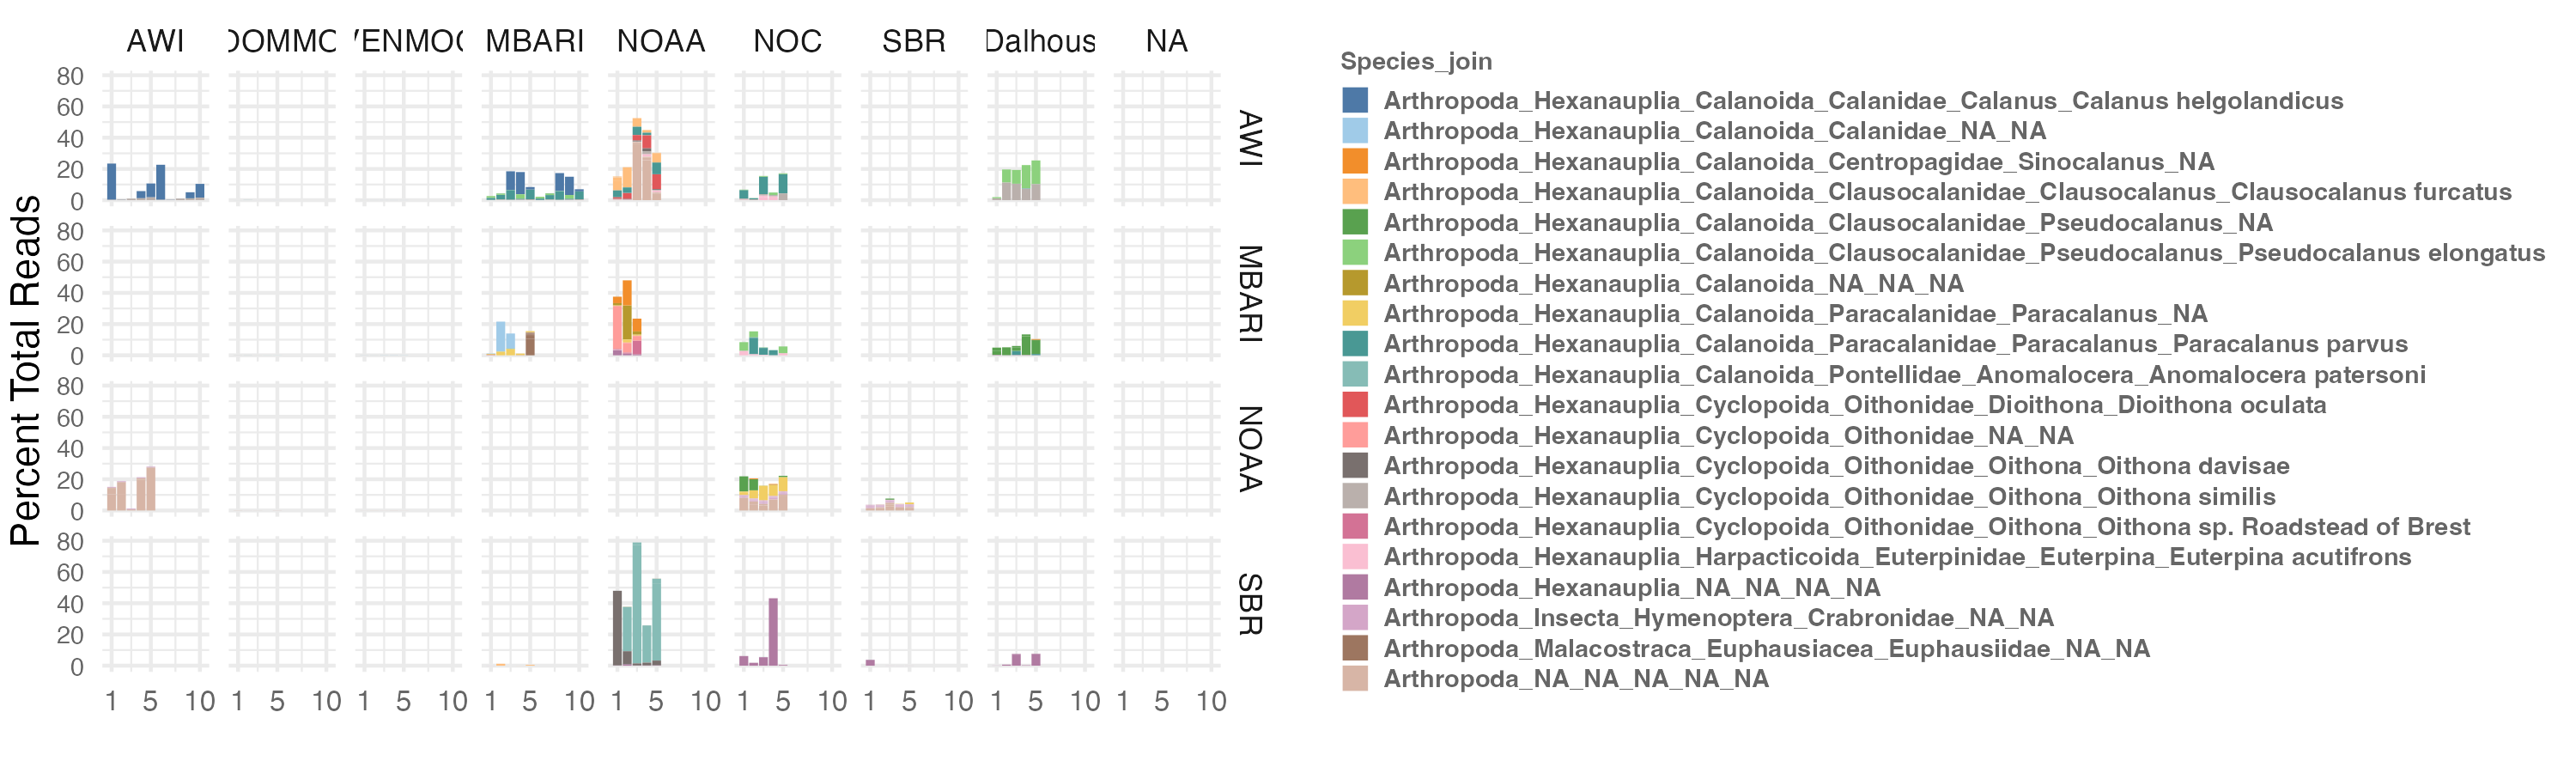 AWI DOMMO VENMOO MBARI NOAA NOC SBR Dalhous NA
Percent Total Reads
80
60
40
20
0
AWI
80
60
40
20
0
MBARI
80
60
40
20
0
NOAA
80
60
40
20
0
SBR
1 5 10 1 5 10 1 5 10 1 5 10 1 5 10 1 5 10 1 5 10 1 5 10 1 5 10
Species_join
Arthropoda_Hexanauplia_Calanoida_Calanidae_Calanus_Calanus helgolandicus
Arthropoda_Hexanauplia_Calanoida_Calanidae_NA_NA
Arthropoda_Hexanauplia_Calanoida_Centropagidae_Sinocalanus_NA
Arthropoda_Hexanauplia_Calanoida_Clausocalanidae_Clausocalanus_Clausocalanus furcatus
Arthropoda_Hexanauplia_Calanoida_Clausocalanidae_Pseudocalanus_NA
Arthropoda_Hexanauplia_Calanoida_Clausocalanidae_Pseudocalanus_Pseudocalanus elongatus
Arthropoda_Hexanauplia_Calanoida_NA_NA_NA
Arthropoda_Hexanauplia_Calanoida_Paracalanidae_Paracalanus_NA
Arthropoda_Hexanauplia_Calanoida_Paracalanidae_Paracalanus_Paracalanus parvus
Arthropoda_Hexanauplia_Calanoida_Pontellidae_Anomalocera_Anomalocera patersoni
Arthropoda_Hexanauplia_Cyclopoida_Oithonidae_Dioithona_Dioithona oculata
Arthropoda_Hexanauplia_Cyclopoida_Oithonidae_NA_NA
Arthropoda_Hexanauplia_Cyclopoida_Oithonidae_Oithona_Oithona davisae
Arthropoda_Hexanauplia_Cyclopoida_Oithonidae_Oithona_Oithona similis
Arthropoda_Hexanauplia_Cyclopoida_Oithonidae_Oithona_Oithona sp. Roadstead of Brest
Arthropoda_Hexanauplia_Harpacticoida_Euterpinidae_Euterpina_Euterpina acutifrons
Arthropoda_Hexanauplia_NA_NA_NA_NA
Arthropoda_Insecta_Hymenoptera_Crabronidae_NA_NA
Arthropoda_Malacostraca_Euphausiacea_Euphausiidae_NA_NA
Arthropoda_NA_NA_NA_NA_NA